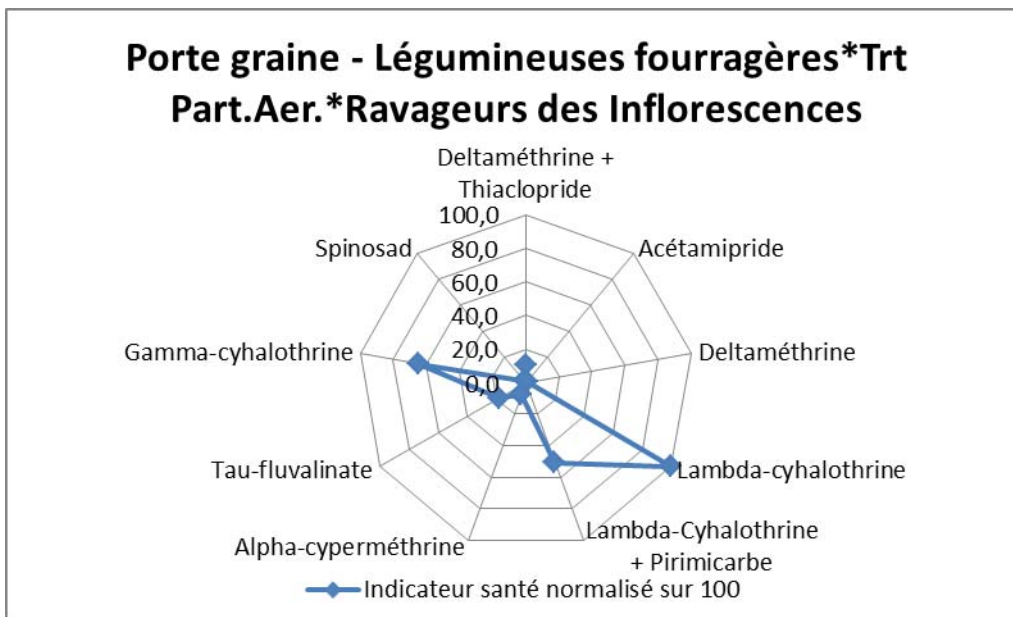 Porte graine - Légumineuses fourragères*Trt
Part.Aer.*Ravageurs des Inflorescences
Deltaméthrine +
Thiaclopride
100,0
80,0
60,0
40,0
20,0
0,0
Spinosad
Acétamipride
Gamma-cyhalothrine
Deltaméthrine
Tau-fluvalinate
Lambda-cyhalothrine
Alpha-cyperméthrine
Lambda-Cyhalothrine
+ Pirimicarbe
Indicateur santé normalisé sur 100